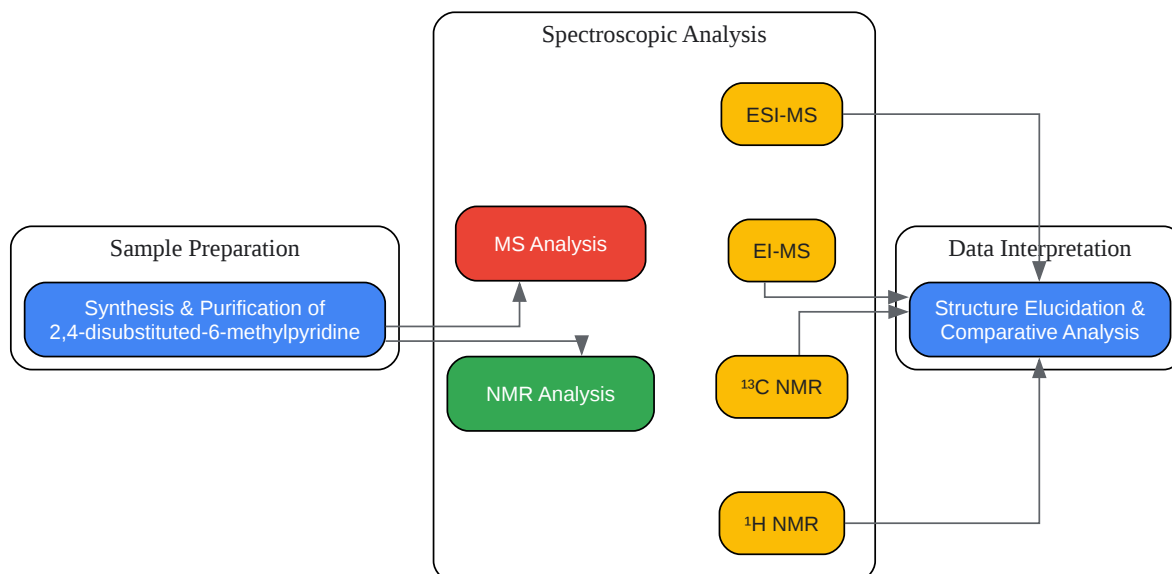 Spectroscopic Analysis
ESI-MS
Sample Preparation
Synthesis & Purification of
2,4-disubstituted-6-methylpyridine
MS Analysis
NMR Analysis
EI-MS
¹³C NMR
¹H NMR
Data Interpretation
Structure Elucidation &
Comparative Analysis